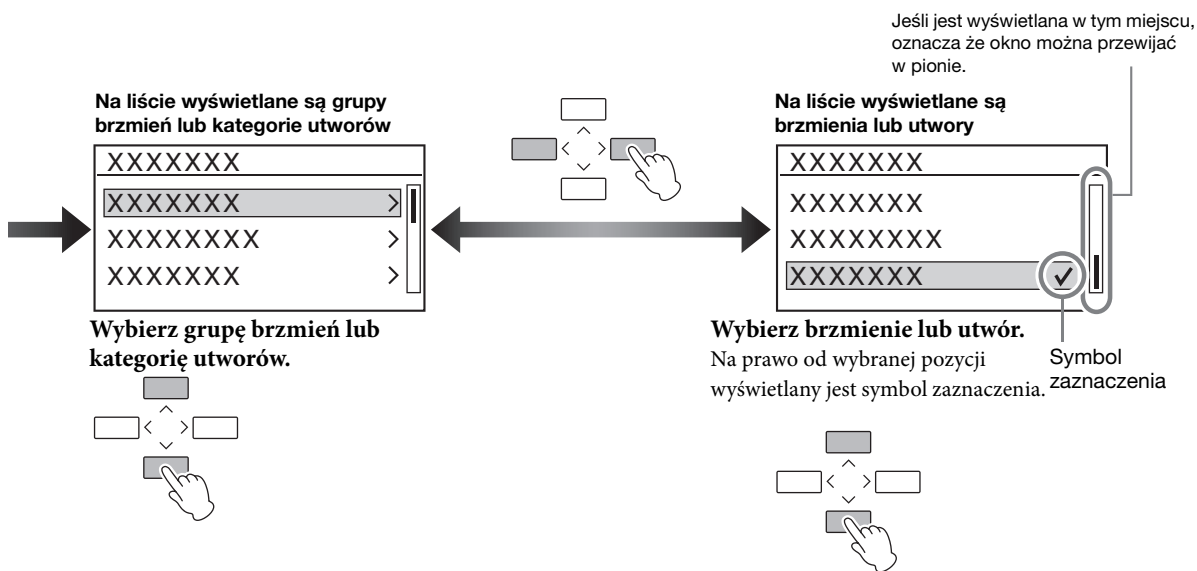 Jeśli jest wyświetlana w tym miejscu,
oznacza że okno można przewijać
w pionie.
Na liście wyświetlane są grupy
brzmień lub kategorie utworów
XXXXXXX
XXXXXXX >
XXXXXXXX >
XXXXXXX >
Wybierz grupę brzmień lub
kategorię utworów.
Na liście wyświetlane są
brzmienia lub utwory
XXXXXXX
XXXXXXX
XXXXXXXX
XXXXXXX ✓
Wybierz brzmienie lub utwór.
Na prawo od wybranej pozycji
wyświetlany jest symbol zaznaczenia.
Symbol
zaznaczenia